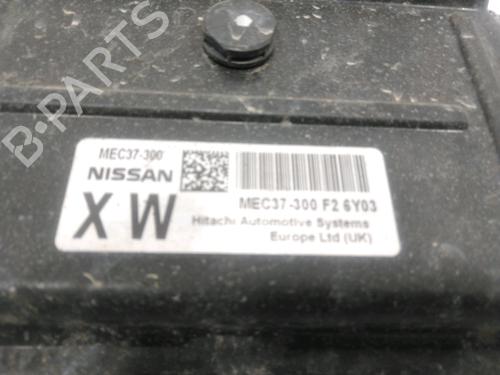 B-PARTS
MEC37-300
NISSAN
MEC37-300 F2 6Y03
XW
Hitachi Automotive Systems
Europe Ltd (UK)